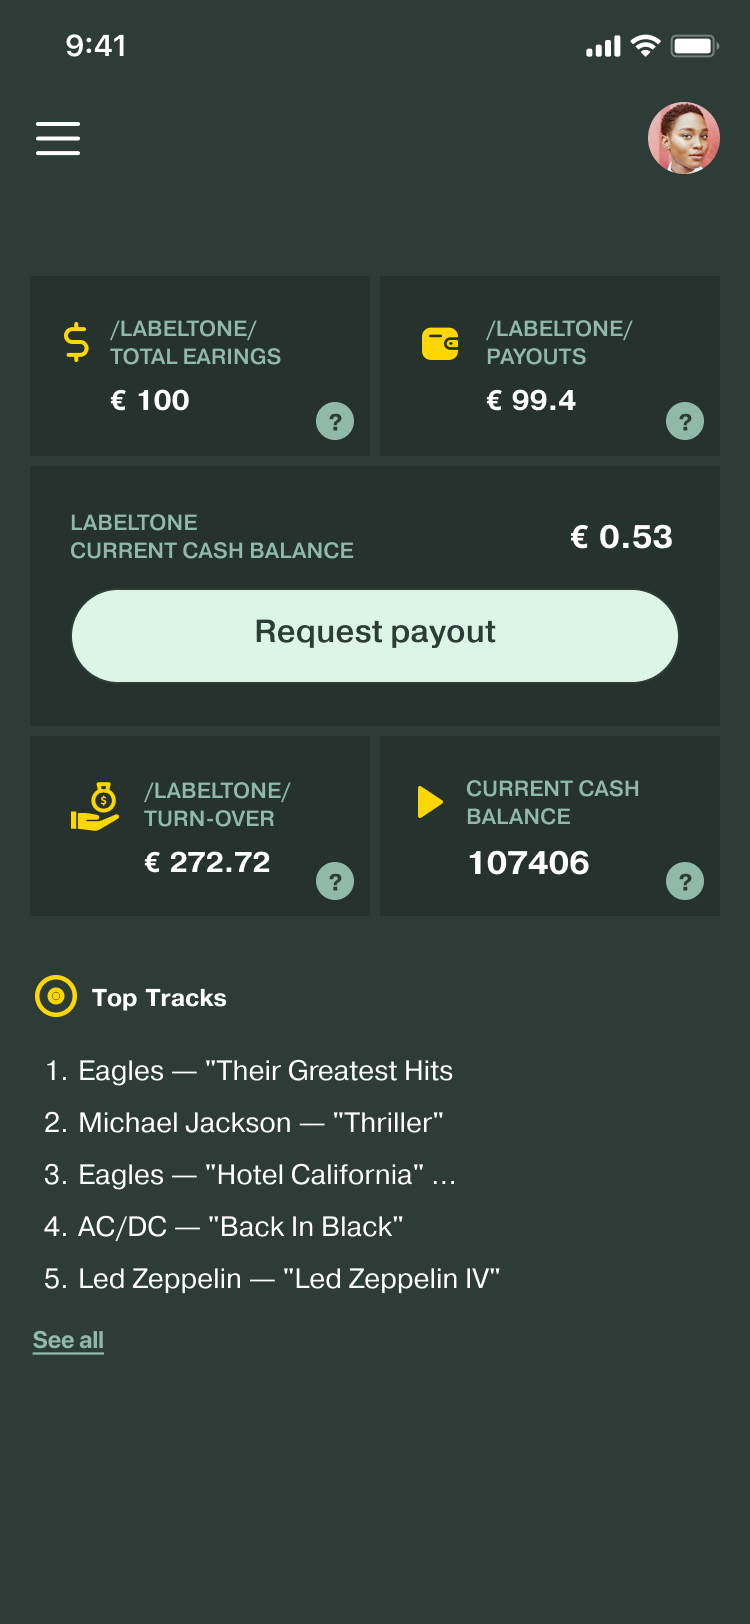 9:41
/LABELTONE/
TOTAL EARINGS
€ 100
?
/LABELTONE/
PAYOUTS
€ 99.4
?
LABELTONE
CURRENT CASH BALANCE
€ 0.53
Request payout
/LABELTONE/
TURN-OVER
€ 272.72
?
CURRENT CASH
BALANCE
107406
?
Top Tracks
1. Eagles — "Their Greatest Hits
2. Michael Jackson — "Thriller"
3. Eagles — "Hotel California" ...
4. AC/DC — "Back In Black"
5. Led Zeppelin — "Led Zeppelin IV"
See all